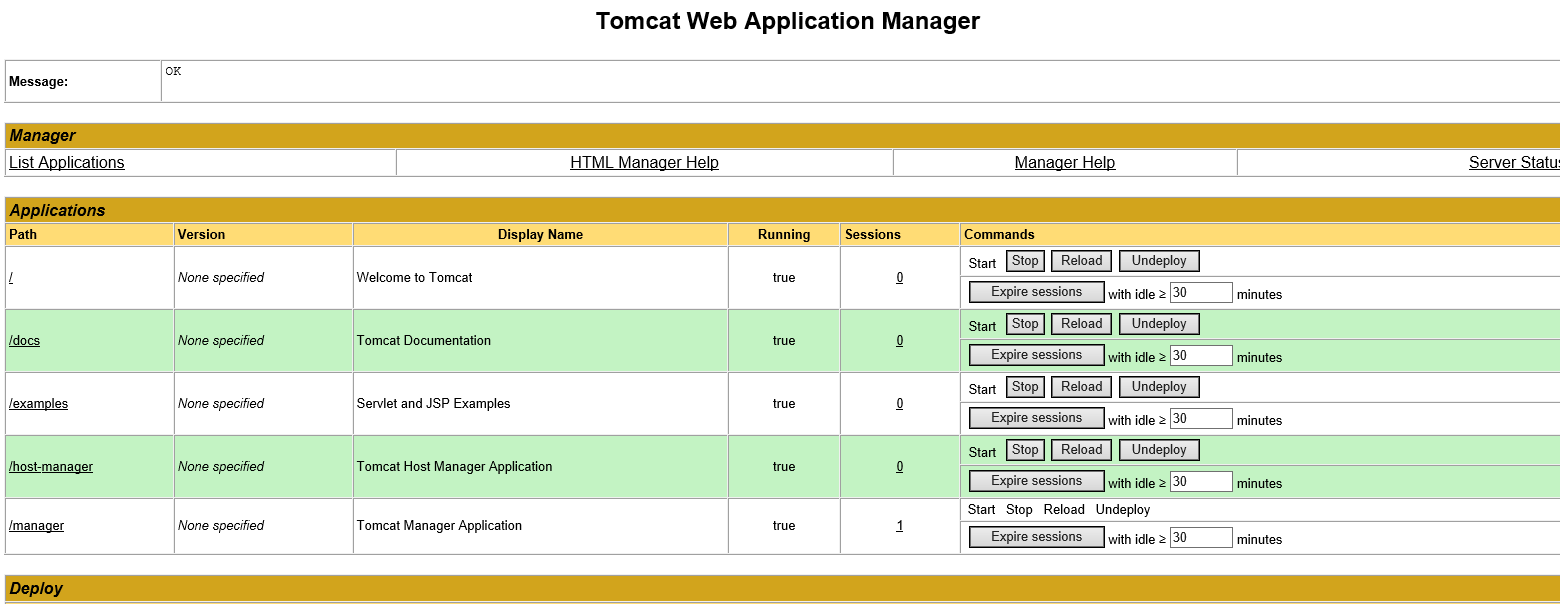 Tomcat Web Application Manager
Message: OK
Manager
List Applications HTML Manager Help Manager Help Server Status
Applications
Path Version Display Name Running Sessions Commands
/ None specified Welcome to Tomcat true 0 Start Stop Reload Undeploy
Expire sessions with idle ≥ 30 minutes
/docs None specified Tomcat Documentation true 0 Start Stop Reload Undeploy
Expire sessions with idle ≥ 30 minutes
/examples None specified Servlet and JSP Examples true 0 Start Stop Reload Undeploy
Expire sessions with idle ≥ 30 minutes
/host-manager None specified Tomcat Host Manager Application true 0 Start Stop Reload Undeploy
Expire sessions with idle ≥ 30 minutes
/manager None specified Tomcat Manager Application true 1 Start Stop Reload Undeploy
Expire sessions with idle ≥ 30 minutes
Deploy